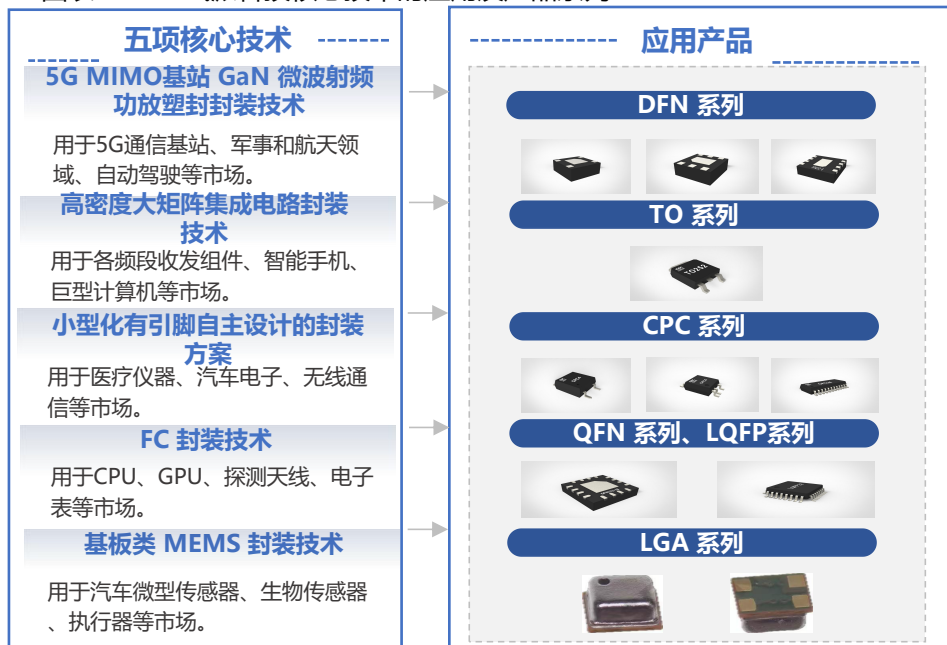 五项核心技术
5G MIMO基站 GaN 微波射频
功放塑封封装技术
用于5G通信基站、军事和航天领
域、自动驾驶等市场。
高密度大矩阵集成电路封装
技术
用于各频段收发组件、智能手机、
巨型计算机等市场。
小型化有引脚自主设计的封装
方案
用于医疗仪器、汽车电子、无线通
信等市场。
FC 封装技术
用于CPU、GPU、探测天线、电子
表等市场。
基板类 MEMS 封装技术
用于汽车微型传感器、生物传感器
、执行器等市场。
应用产品
DFN 系列
TO 系列
TO252
CPC 系列
QFN 系列、LQFP系列
LGA 系列